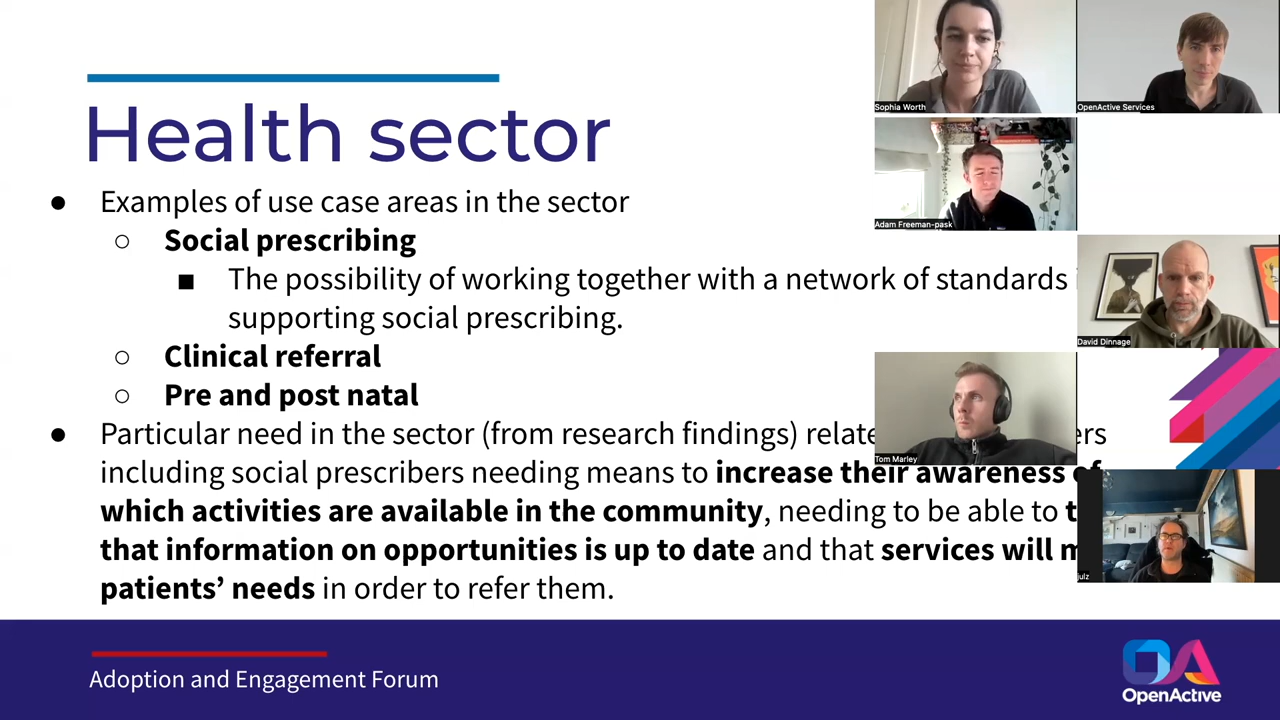 Health sector
● Examples of use case areas in the sector
○ Social prescribing
■ The possibility of working together with a network of standards
supporting social prescribing.
○ Clinical referral
○ Pre and post natal
● Particular need in the sector (from research findings)
including social prescribers needing means to increase their awareness of
which activities are available in the community, needing to be able to
that information on opportunities is up to date and that services will
patients’ needs in order to refer them.
Adoption and Engagement Forum
OpenActive
Sophia Worth
OpenActive Services
Adam Freeman-pask
David Dinnage
Tom Marley
julz